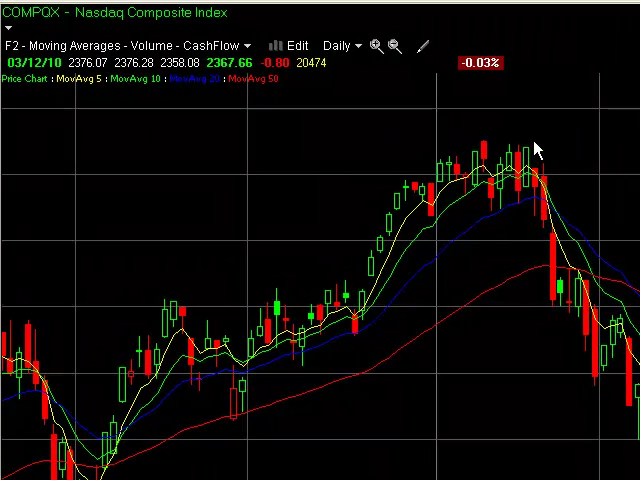 COMPQX - Nasdaq Composite Index
F2 - Moving Averages - Volume - CashFlow Edit Daily
03/12/10 2376.07 2376.28 2358.08 2367.66 -0.80 20474 -0.03%
Price Chart : MovAvg 5 : MovAvg 10 : MovAvg 20 : MovAvg 50